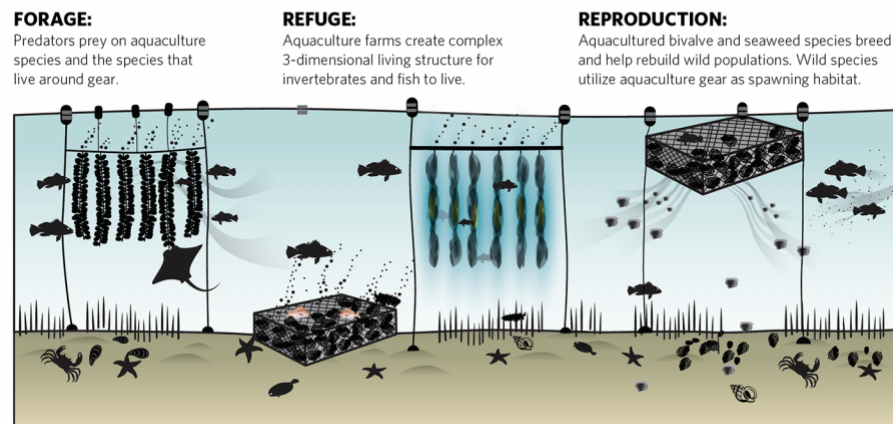 FORAGE:
Predators prey on aquaculture
species and the species that
live around gear.
REFUGE:
Aquaculture farms create complex
3-dimensional living structure for
invertebrates and fish to live.
REPRODUCTION:
Aquacultured bivalve and seaweed species breed
and help rebuild wild populations. Wild species
utilize aquaculture gear as spawning habitat.